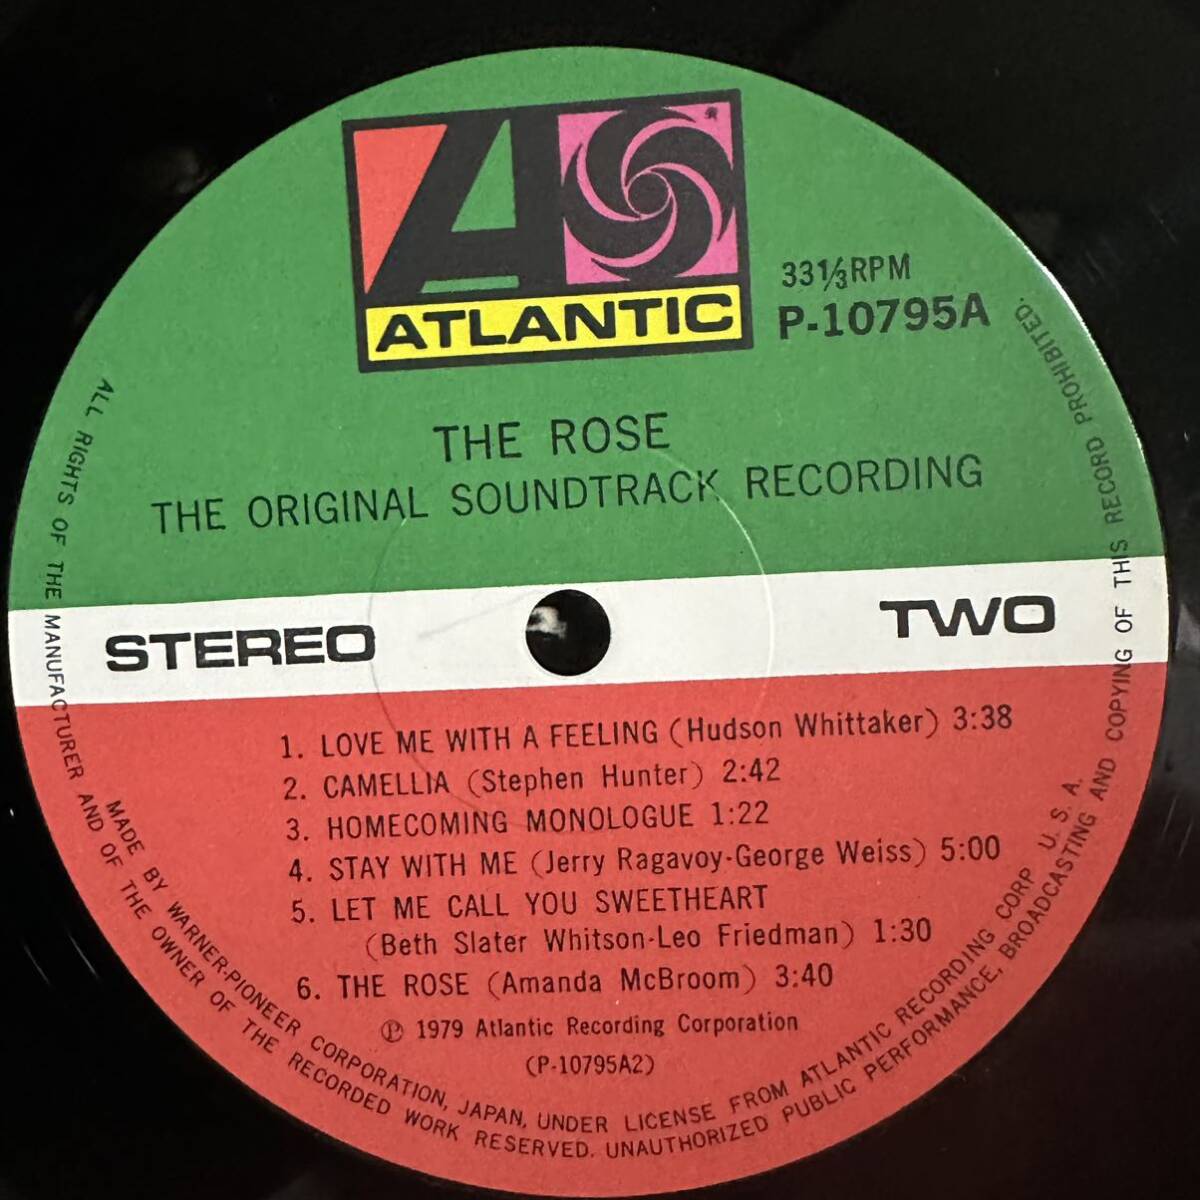 ®
ATLANTIC
33⅓RPM
P-10795A
THE ROSE
THE ORIGINAL SOUNDTRACK RECORDING
STEREO
TWO
1. LOVE ME WITH A FEELING (Hudson Whittaker) 3:38
2. CAMELLIA (Stephen Hunter) 2:42
3. HOMECOMING MONOLOGUE 1:22
4. STAY WITH ME (Jerry Ragavoy-George Weiss) 5:00
5. LET ME CALL YOU SWEETHEART
(Beth Slater Whitson-Leo Friedman) 1:30
6. THE ROSE (Amanda McBroom) 3:40
℗ 1979 Atlantic Recording Corporation
(P-10795A2)
MADE BY WARNER-PIONEER CORPORATION, JAPAN, UNDER LICENSE FROM ATLANTIC RECORDING CORP U. S. A.
ALL RIGHTS OF THE MANUFACTURER AND OF THE OWNER OF THE RECORDED WORK RESERVED. UNAUTHORIZED PUBLIC PERFORMANCE, BROADCASTING AND COPYING OF THIS RECORD PROHIBITED.